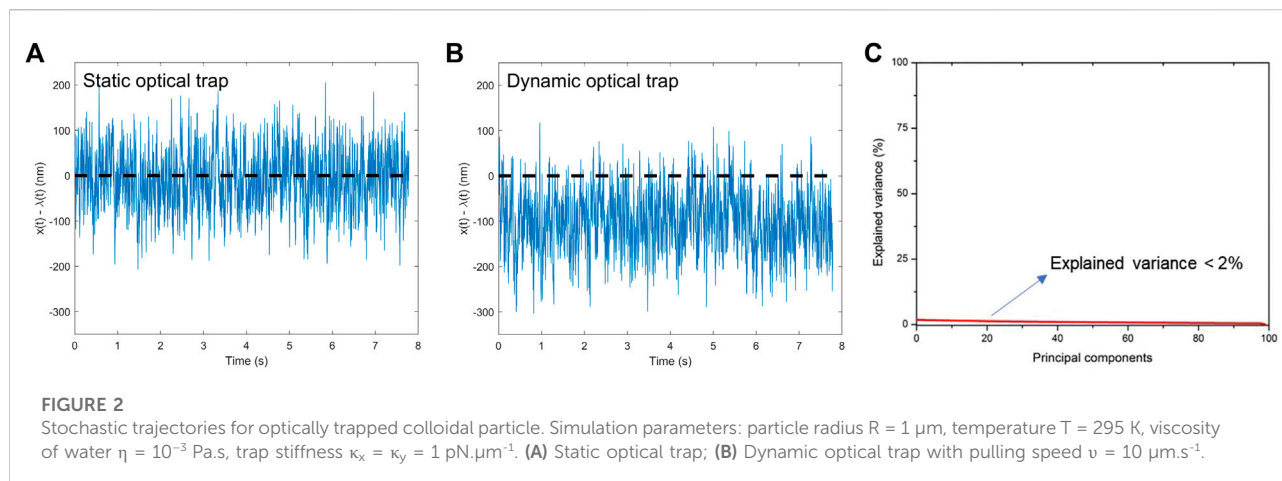 A
Static optical trap
200
100
0
-100
-200
-300
x(t) - λ(t) (nm)
0 1 2 3 4 5 6 7 8
Time (s)
B
Dynamic optical trap
200
100
0
-100
-200
-300
x(t) - λ(t) (nm)
0 1 2 3 4 5 6 7 8
Time (s)
C
100
75
50
25
0
Explained variance (%)
Explained variance < 2%
0 20 40 60 80 100
Principal components
FIGURE 2
Stochastic trajectories for optically trapped colloidal particle. Simulation parameters: particle radius R = 1 μm, temperature T = 295 K, viscosity
of water η = 10⁻³ Pa.s, trap stiffness κₓ = κᵧ = 1 pN.μm⁻¹. (A) Static optical trap; (B) Dynamic optical trap with pulling speed υ = 10 μm.s⁻¹.